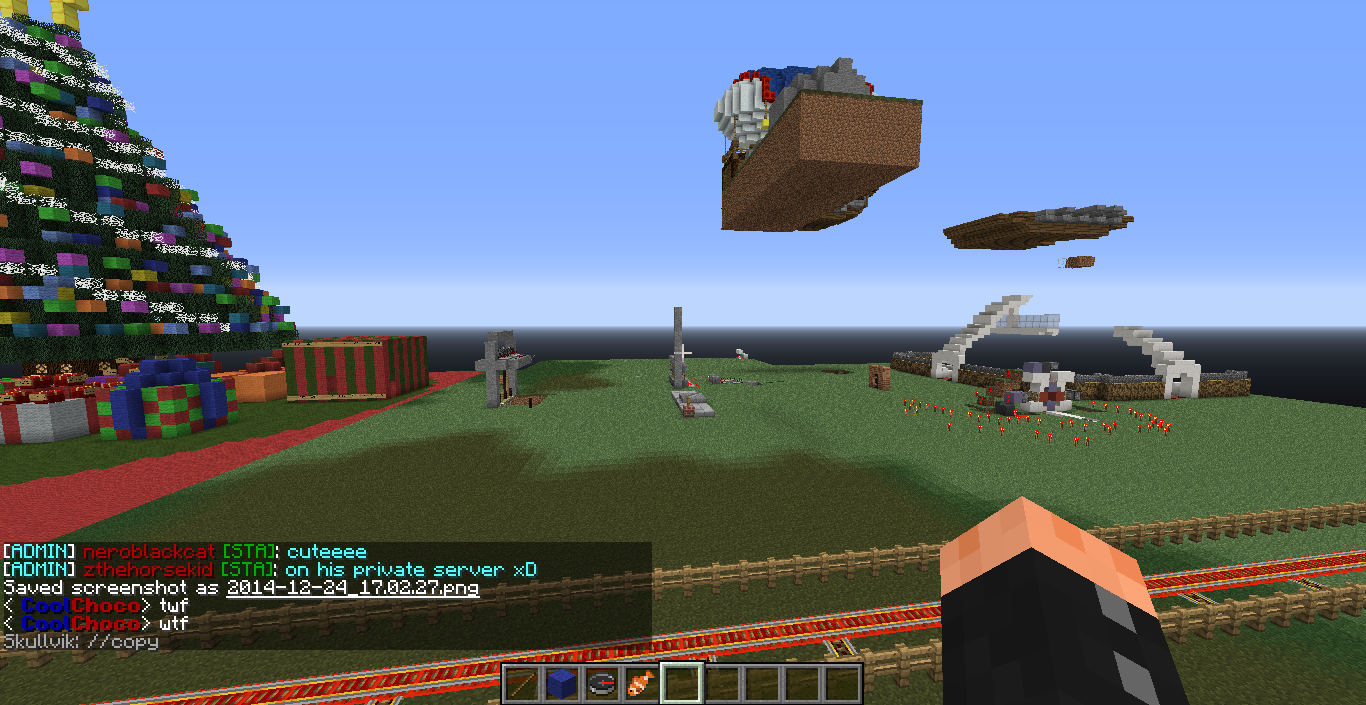 [ADMIN] neroblackcat [STA]: cuteeee
[ADMIN] zthehorsekid [STA]: on his private server xD
Saved screenshot as 2014-12-24_17.02.27.png
< CoolChoco> twf
< CoolChoco> wtf
Skullvik: //copy